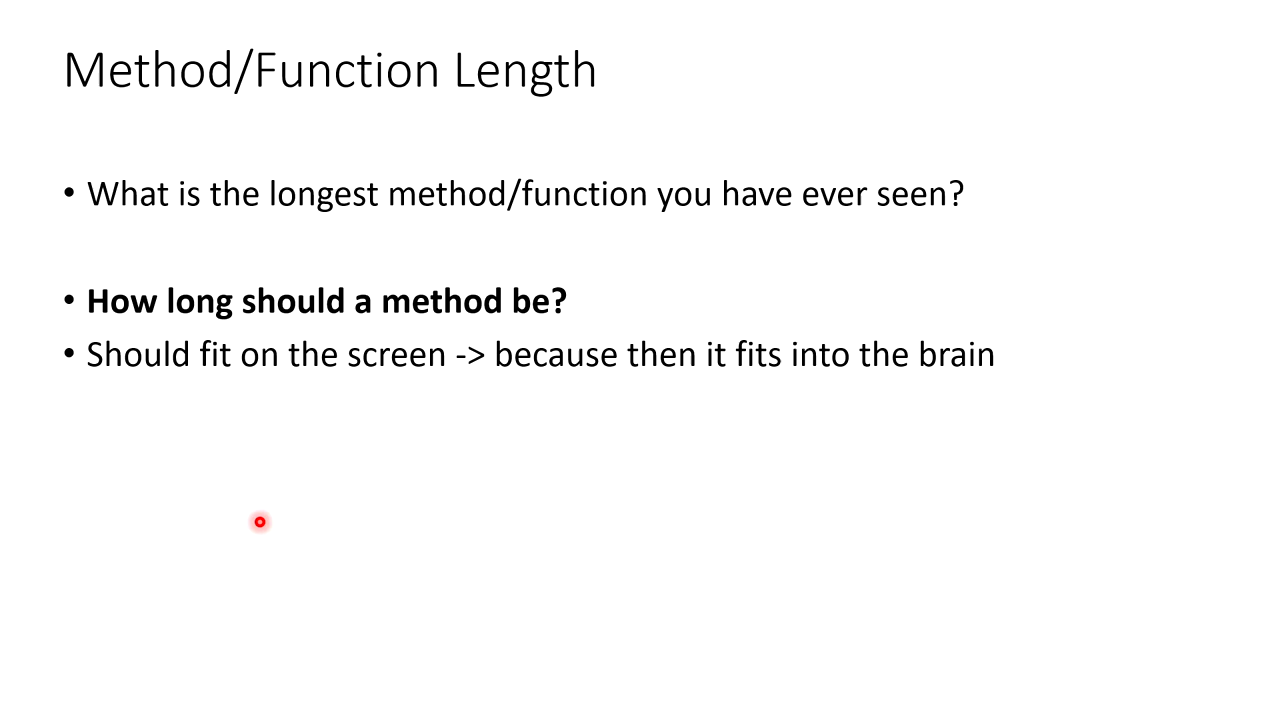 Method/Function Length
• What is the longest method/function you have ever seen?
• How long should a method be?
• Should fit on the screen -> because then it fits into the brain